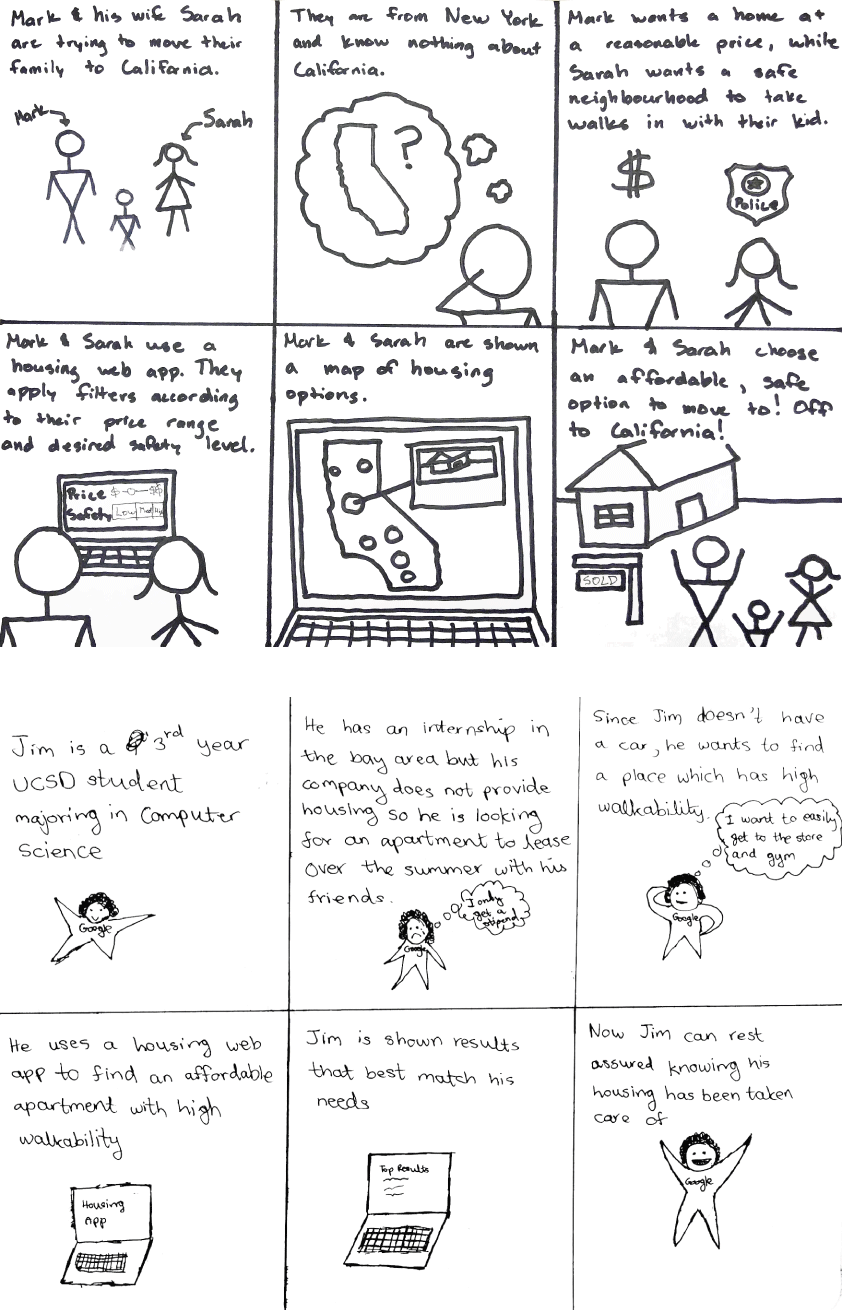 Mark & his wife Sarah
are trying to move their
family to California.
Mark
Sarah
They are from New York
and know nothing about
California.
?
Mark wants a home at
a reasonable price, while
Sarah wants a safe
neighbourhood to take
walks in with their kid.
$
Police
Mark & Sarah use a
housing web app. They
apply filters according
to their price range
and desired safety level.
Price $ $$
Safety Low Med Hi
Mark & Sarah are shown
a map of housing
options.
Mark & Sarah choose
an affordable, safe
option to move to! Off
to California!
SOLD
Jim is a 3rd year
UCSD student
majoring in Computer
Science
Google
He has an internship in
the bay area but his
company does not provide
housing so he is looking
for an apartment to lease
over the summer with his
friends.
I only
get a
stipend
Google
Since Jim doesn't have
a car, he wants to find
a place which has high
walkability.
I want to easily
get to the store
and gym
Google
He uses a housing web
app to find an affordable
apartment with high
walkability
Housing
App
Jim is shown results
that best match his
needs
Top Results
Now Jim can rest
assured knowing his
housing has been taken
care of
Google